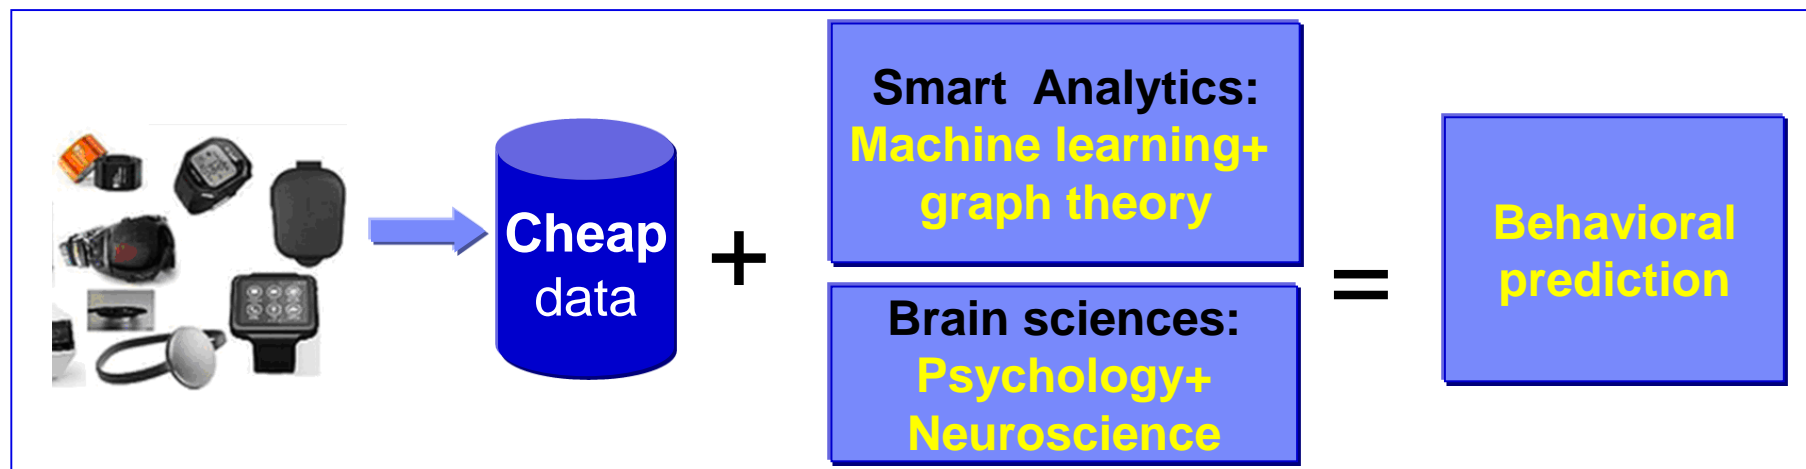 Cheap
data
+
Smart  Analytics:
Machine learning+
graph theory
Brain sciences:
Psychology+
Neuroscience
=
Behavioral
prediction